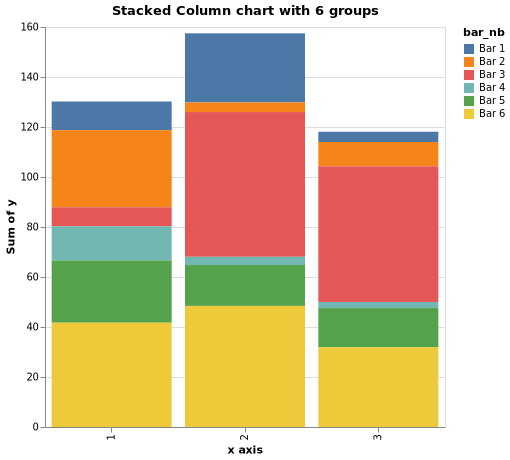 Stacked Column chart with 6 groups
bar_nb
Bar 1
Bar 2
Bar 3
Bar 4
Bar 5
Bar 6
160
140
120
100
80
60
40
20
0
Sum of y
1
2
3
x axis